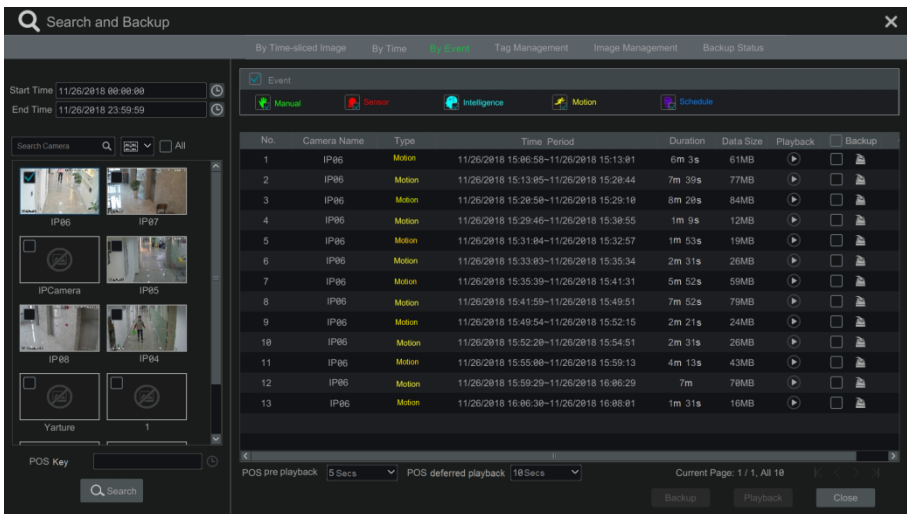 Search and Backup
By Time-sliced Image By Time By Event Tag Management Image Management Backup Status
Start Time 11/26/2018 00:00:00
End Time 11/26/2018 23:59:59
Search Camera All
IP06 IP07
IPCamera IP05
IP08 IP04
Yarture 1
POS Key
Search
Event
Manual Sensor Intelligence Motion Schedule
No. Camera Name Type Time Period Duration Data Size Playback Backup
1 IP06 Motion 11/26/2018 15:06:58~11/26/2018 15:13:01 6m 3s 61MB
2 IP06 Motion 11/26/2018 15:13:05~11/26/2018 15:20:44 7m 39s 77MB
3 IP06 Motion 11/26/2018 15:20:50~11/26/2018 15:29:10 8m 20s 84MB
4 IP06 Motion 11/26/2018 15:29:46~11/26/2018 15:30:55 1m 9s 12MB
5 IP06 Motion 11/26/2018 15:31:04~11/26/2018 15:32:57 1m 53s 19MB
6 IP06 Motion 11/26/2018 15:33:03~11/26/2018 15:35:34 2m 31s 26MB
7 IP06 Motion 11/26/2018 15:35:39~11/26/2018 15:41:31 5m 52s 59MB
8 IP06 Motion 11/26/2018 15:41:59~11/26/2018 15:49:51 7m 52s 79MB
9 IP06 Motion 11/26/2018 15:49:54~11/26/2018 15:52:15 2m 21s 24MB
10 IP06 Motion 11/26/2018 15:52:20~11/26/2018 15:54:51 2m 31s 26MB
11 IP06 Motion 11/26/2018 15:55:00~11/26/2018 15:59:13 4m 13s 43MB
12 IP06 Motion 11/26/2018 15:59:29~11/26/2018 16:06:29 7m 70MB
13 IP06 Motion 11/26/2018 16:06:30~11/26/2018 16:08:01 1m 31s 16MB
POS pre playback 5 Secs POS deferred playback 10 Secs Current Page: 1 / 1, All 10
Backup Playback Close